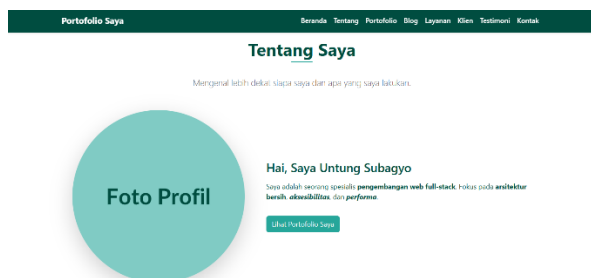 Portofolio Saya
Beranda Tentang Portofolio Blog Layanan Klien Testimoni Kontak
Tentang Saya
Mengenal lebih dekat siapa saya dan apa yang saya lakukan.
Foto Profil
Hai, Saya Untung Subagyo
Saya adalah seorang spesialis pengembangan web full-stack. Fokus pada arsitektur
bersih, aksesibilitas, dan performa.
Lihat Portofolio Saya